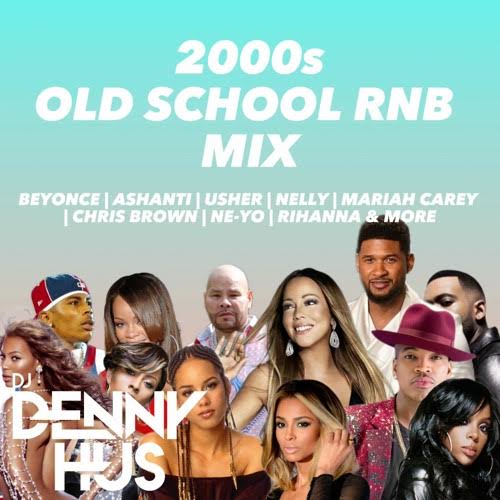 2000s
OLD SCHOOL RNB
MIX
BEYONCE | ASHANTI | USHER | NELLY | MARIAH CAREY
| CHRIS BROWN | NE-YO | RIHANNA & MORE
DJ
DENNY
HUS